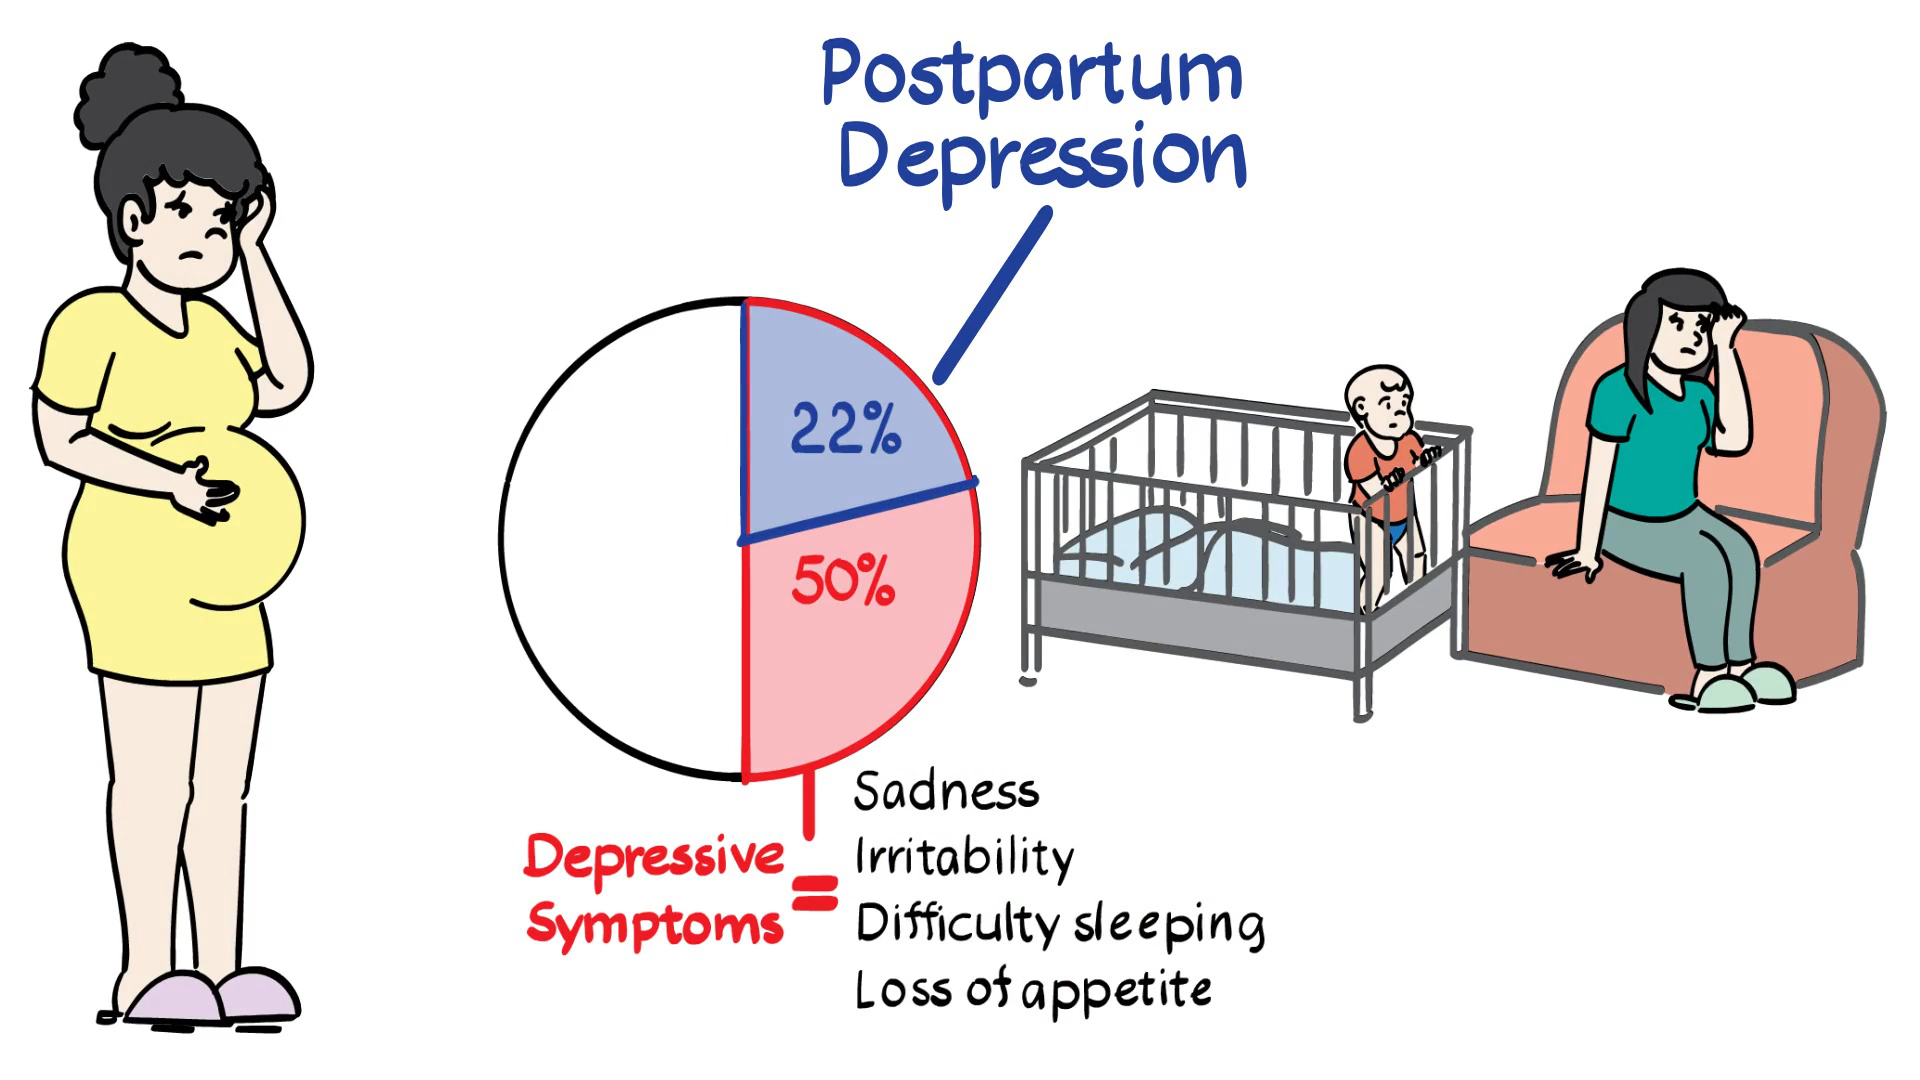 Postpartum
Depression
22%
50%
Depressive
Symptoms
=
Sadness
Irritability
Difficulty sleeping
Loss of appetite